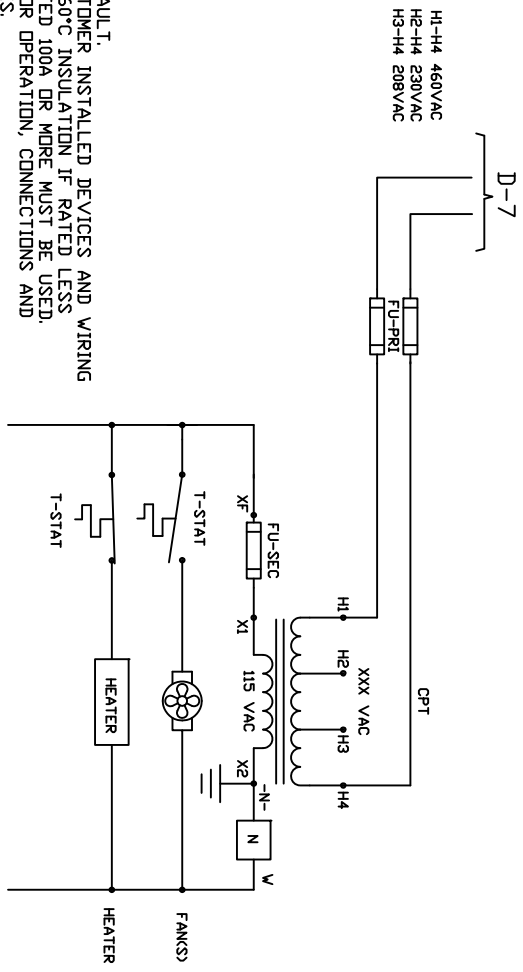 D-7
H1-H4 460VAC
H2-H4 230VAC
H3-H4 208VAC
FU-PRI
CPT
H1 H2 H3 H4
XXX VAC
XF FU-SEC X1 115 VAC X2 -N- N W
T-STAT FAN(S)
T-STAT HEATER HEATER
AULT.
TOMER INSTALLED DEVICES AND WIRING
60°C INSULATION IF RATED LESS
TED 100A OR MORE MUST BE USED.
OR OPERATION, CONNECTIONS AND
S.